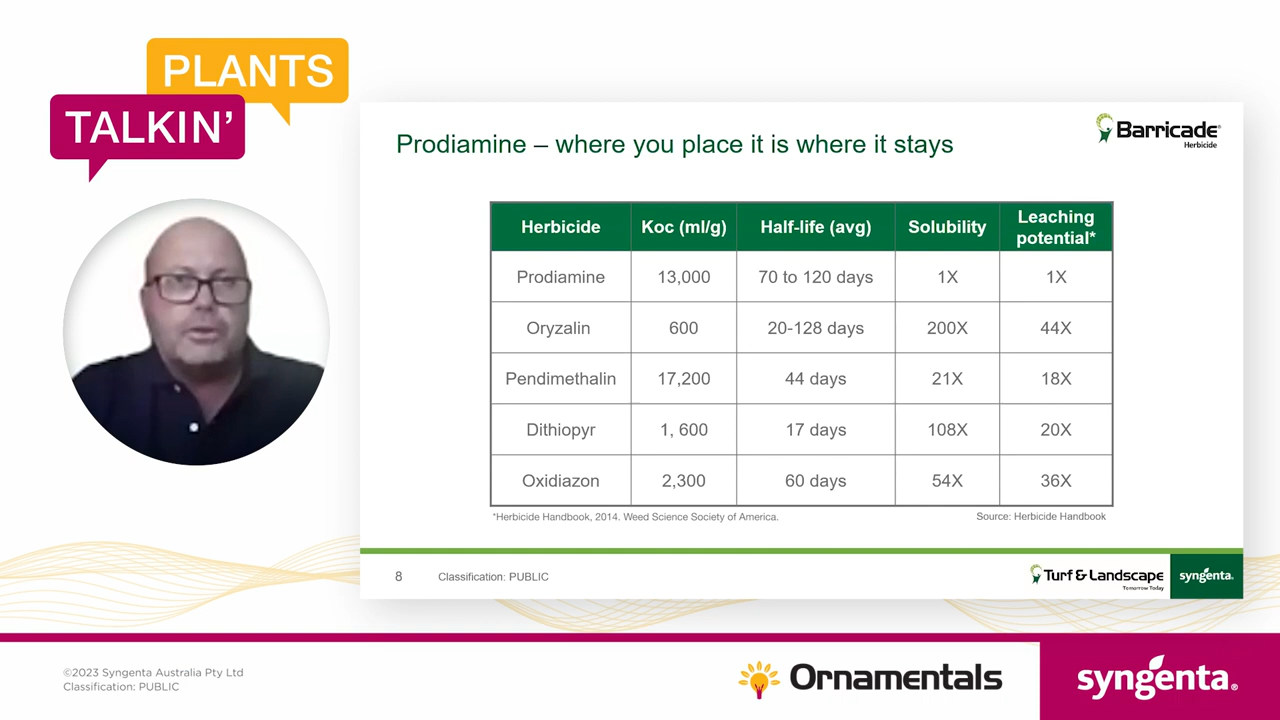 PLANTS
TALKIN’
Prodiamine – where you place it is where it stays
Barricade®
Herbicide
Herbicide Koc (ml/g) Half-life (avg) Solubility Leaching potential*
Prodiamine 13,000 70 to 120 days 1X 1X
Oryzalin 600 20-128 days 200X 44X
Pendimethalin 17,200 44 days 21X 18X
Dithiopyr 1, 600 17 days 108X 20X
Oxidiazon 2,300 60 days 54X 36X
*Herbicide Handbook, 2014. Weed Science Society of America.
Source: Herbicide Handbook
8
Classification: PUBLIC
Turf & Landscape
Tomorrow Today
syngenta.
©2023 Syngenta Australia Pty Ltd
Classification: PUBLIC
Ornamentals
syngenta®